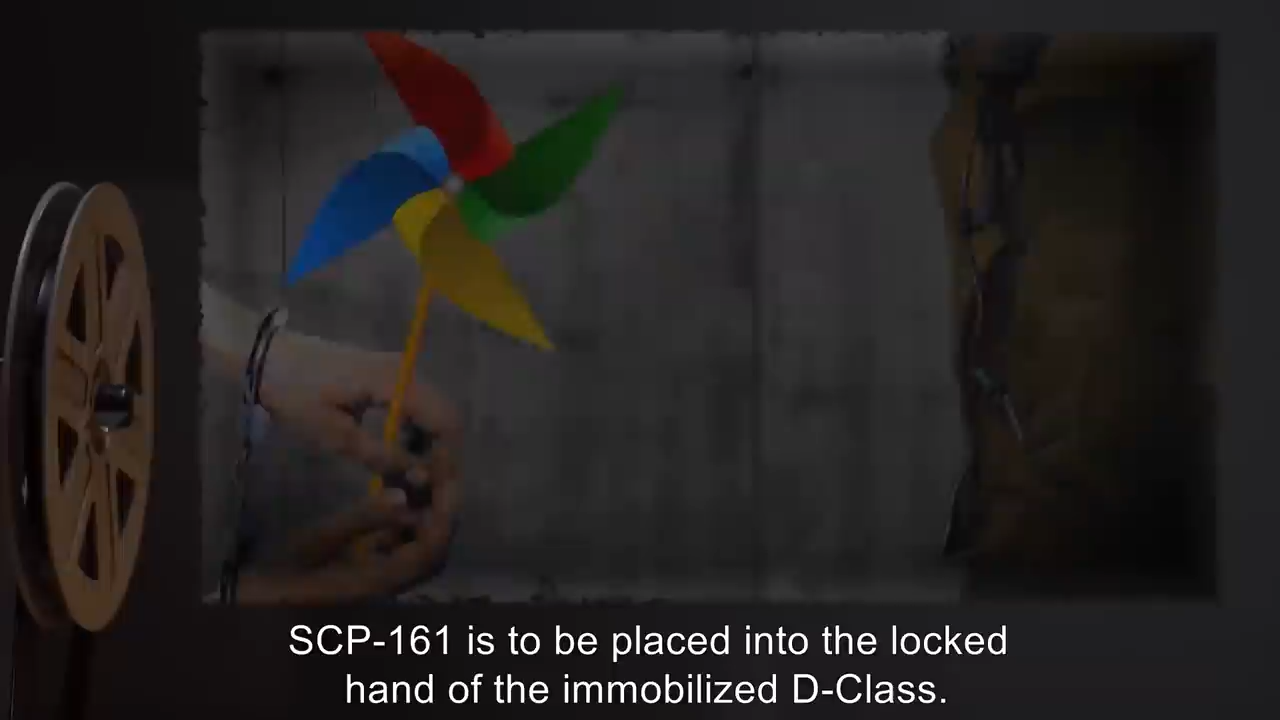 SCP-161 is to be placed into the locked
hand of the immobilized D-Class.